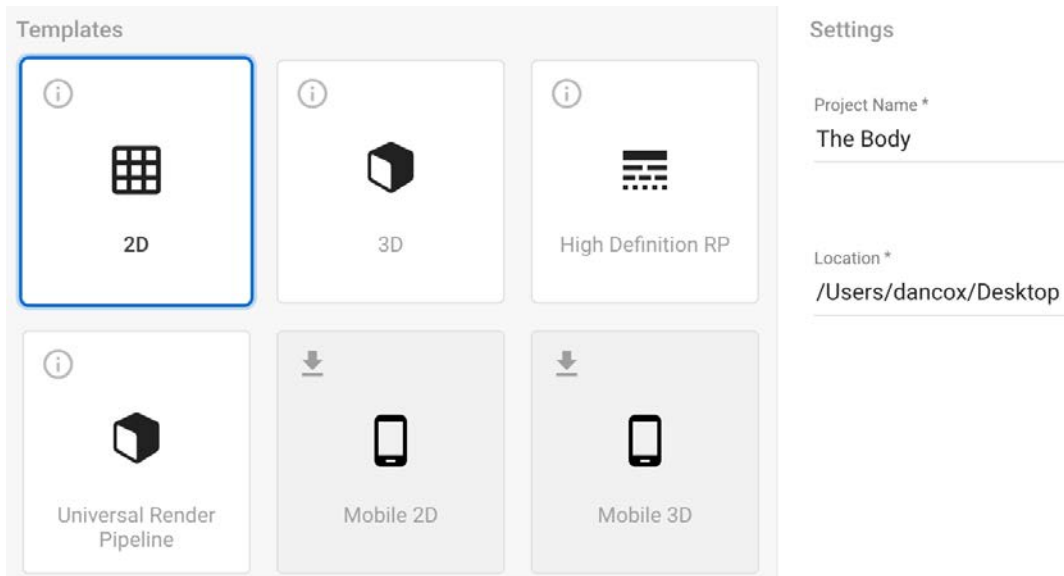 Templates
2D
3D
High Definition RP
Universal Render
Pipeline
Mobile 2D
Mobile 3D
Settings
Project Name *
The Body
Location *
/Users/dancox/Desktop